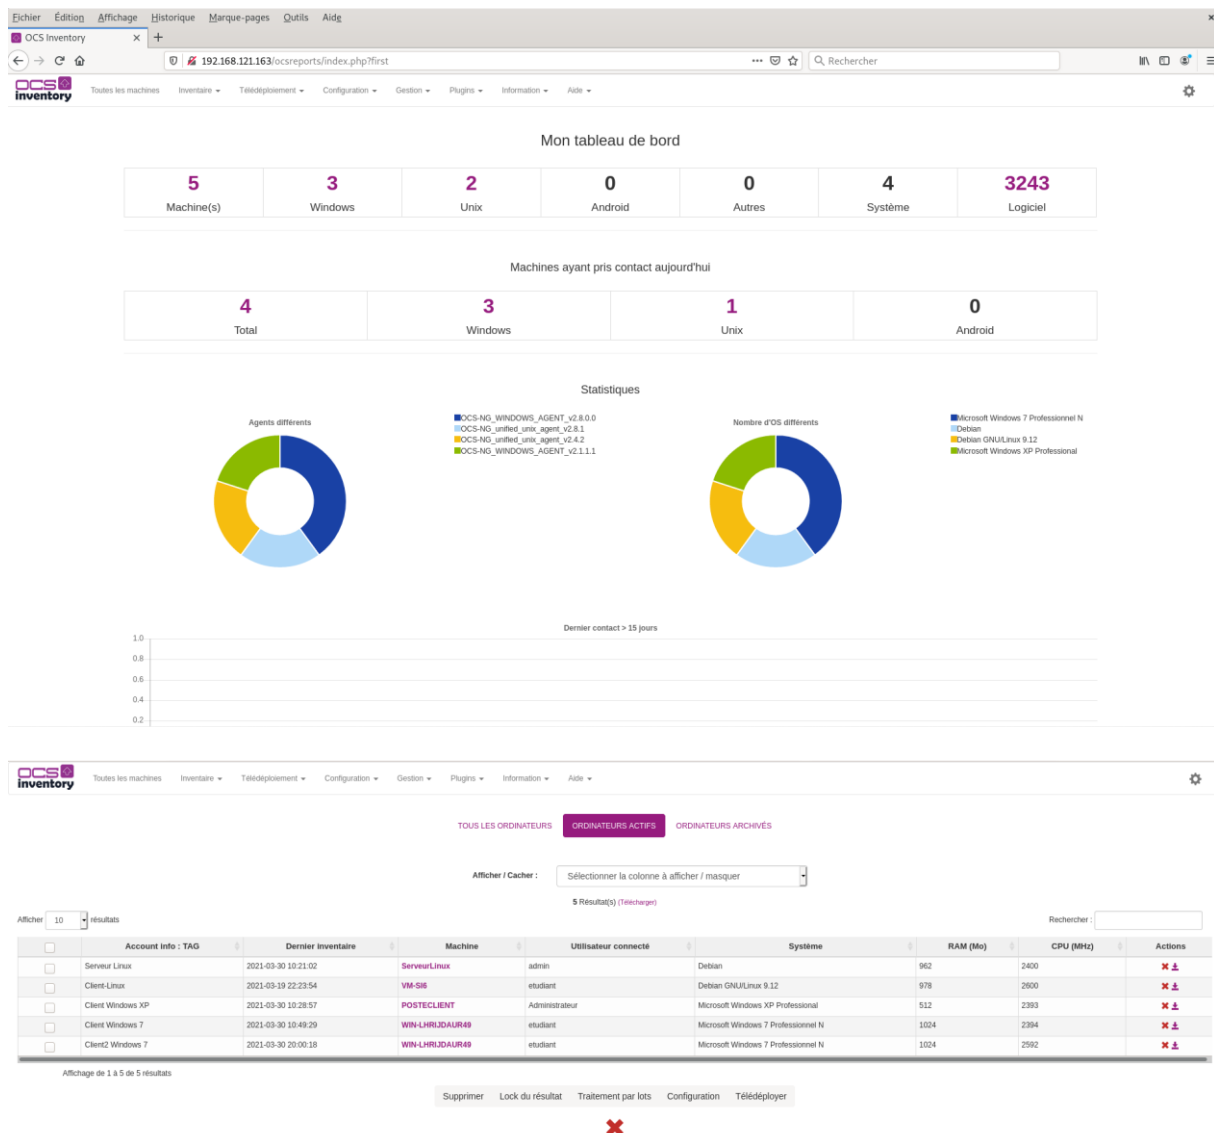 Fichier Édition Affichage Historique Marque-pages Outils Aide
OCS Inventory × +
192.168.121.163/ocsreports/index.php?first ••• Rechercher
OCS inventory Toutes les machines Inventaire Télédéploiement Configuration Gestion Plugins Information Aide
Mon tableau de bord
5 3 2 0 0 4 3243
Machine(s) Windows Unix Android Autres Système Logiciel
Machines ayant pris contact aujourd'hui
4 3 1 0
Total Windows Unix Android
Statistiques
Agents différents
OCS-NG_WINDOWS_AGENT_v2.8.0.0
OCS-NG_unified_unix_agent_v2.8.1
OCS-NG_unified_unix_agent_v2.4.2
OCS-NG_WINDOWS_AGENT_v2.1.1.1
Nombre d'OS différents
Microsoft Windows 7 Professionnel N
Debian
Debian GNU/Linux 9.12
Microsoft Windows XP Professional
Dernier contact > 15 jours
1.0
0.8
0.6
0.4
0.2
OCS inventory Toutes les machines Inventaire Télédéploiement Configuration Gestion Plugins Information Aide
TOUS LES ORDINATEURS ORDINATEURS ACTIFS ORDINATEURS ARCHIVÉS
Afficher / Cacher : Sélectionner la colonne à afficher / masquer
5 Résultat(s) (Télécharger)
Afficher 10 résultats Rechercher :
Account info : TAG Dernier inventaire Machine Utilisateur connecté Système RAM (Mo) CPU (MHz) Actions
Serveur Linux 2021-03-30 10:21:02 ServeurLinux admin Debian 962 2400
Client-Linux 2021-03-19 22:23:54 VM-SI6 etudiant Debian GNU/Linux 9.12 978 2600
Client Windows XP 2021-03-30 10:28:57 POSTECLIENT Administrateur Microsoft Windows XP Professional 512 2393
Client Windows 7 2021-03-30 10:49:29 WIN-LHRIJDAUR49 etudiant Microsoft Windows 7 Professionnel N 1024 2394
Client2 Windows 7 2021-03-30 20:00:18 WIN-LHRIJDAUR49 etudiant Microsoft Windows 7 Professionnel N 1024 2592
Affichage de 1 à 5 de 5 résultats
Supprimer Lock du résultat Traitement par lots Configuration Télédéployer